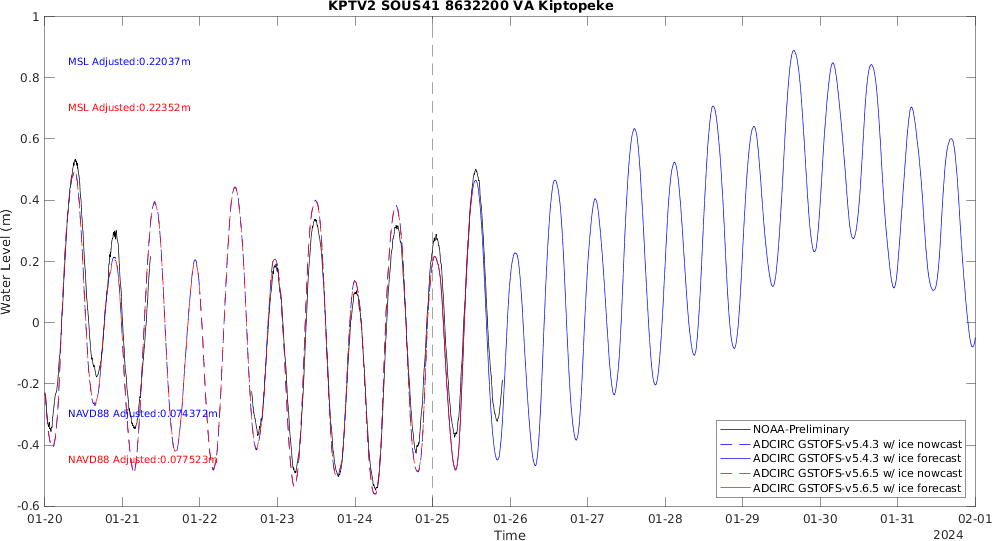 KPTV2 SOUS41 8632200 VA Kiptopeke
1
0.8
0.6
0.4
0.2
0
-0.2
-0.4
-0.6
Water Level (m)
MSL Adjusted:0.22037m
MSL Adjusted:0.22352m
NAVD88 Adjusted:0.074372m
NAVD88 Adjusted:0.077523m
NOAA-Preliminary
ADCIRC GSTOFS-v5.4.3 w/ ice nowcast
ADCIRC GSTOFS-v5.4.3 w/ ice forecast
ADCIRC GSTOFS-v5.6.5 w/ ice nowcast
ADCIRC GSTOFS-v5.6.5 w/ ice forecast
01-20 01-21 01-22 01-23 01-24 01-25 01-26 01-27 01-28 01-29 01-30 01-31 02-01
Time
2024